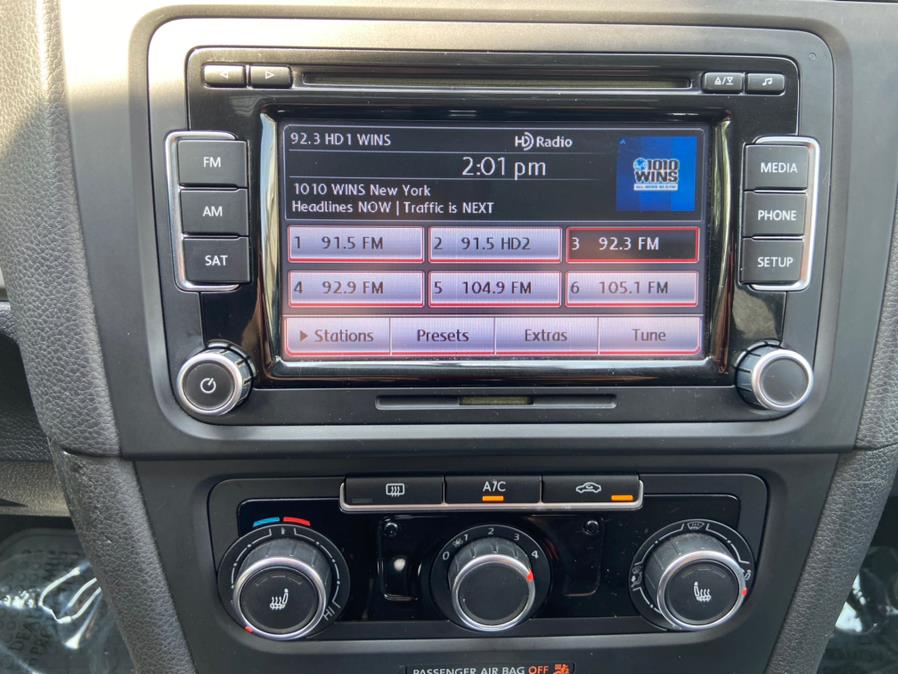 92.3 HD1 WINS
HD Radio
2:01 pm
1010 WINS New York
Headlines NOW | Traffic is NEXT
1010
WINS
FM
AM
SAT
MEDIA
PHONE
SETUP
1 91.5 FM
2 91.5 HD2
3 92.3 FM
4 92.9 FM
5 104.9 FM
6 105.1 FM
Stations
Presets
Extras
Tune
A/C
0 1 2 3 4
HI
PASSENGER AIR BAG OFF